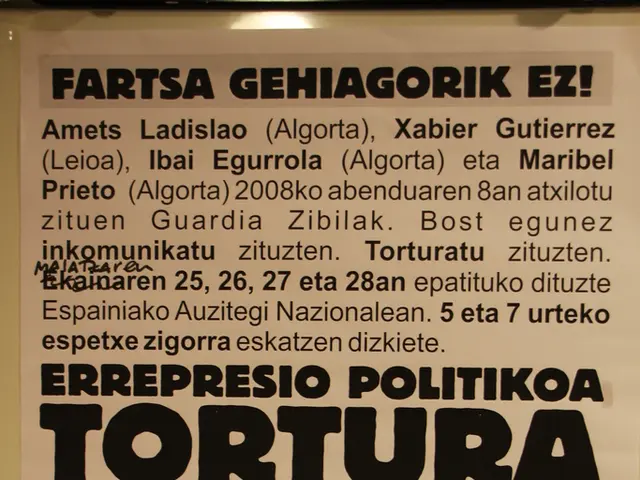 FARTSA GEHIAGORIK EZ!
Amets Ladislao (Algorta), Xabier Gutierrez
(Leioa), Ibai Egurrola (Algorta) eta Maribel
Prieto (Algorta) 2008ko abenduaren 8an atxilotu
zituen Guardia Zibilak. Bost egunez
inkomunikatu zituzten. Torturatu zituzten.
MAIATZAren
Ekainaren 25, 26, 27 eta 28an epatituko dituzte
Espainiako Auzitegi Nazionalean. 5 eta 7 urteko
espetxe zigorra eskatzen dizkiete.
ERREPRESIO POLITIKOA
TORTURA